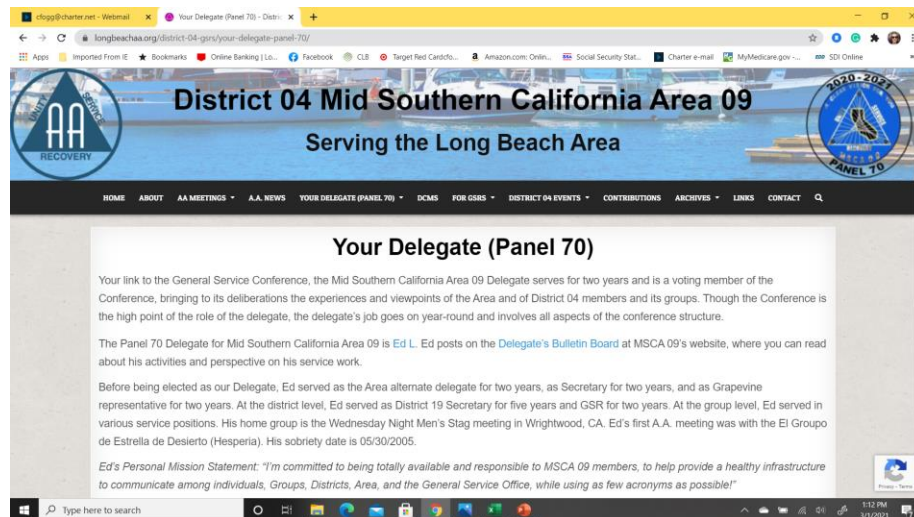 cfogg@charter.net - Webmail
Your Delegate (Panel 70) - Distri
longbeachaa.org/district-04-gsrs/your-delegate-panel-70/
Apps Imported From IE Bookmarks Online Banking | Lo... Facebook CLB Target Red Cardcfo... Amazon.com: Onlin... Social Security Stat... Charter e-mail MyMedicare.gov -... SDI Online
UNITY SERVICE
AA
RECOVERY
District 04 Mid Southern California Area 09
Serving the Long Beach Area
2020-2021
MSCA 09
PANEL 70
HOME ABOUT AA MEETINGS A.A. NEWS YOUR DELEGATE (PANEL 70) DCMS FOR GSRS DISTRICT 04 EVENTS CONTRIBUTIONS ARCHIVES LINKS CONTACT
Your Delegate (Panel 70)
Your link to the General Service Conference, the Mid Southern California Area 09 Delegate serves for two years and is a voting member of the
Conference, bringing to its deliberations the experiences and viewpoints of the Area and of District 04 members and its groups. Though the Conference is
the high point of the role of the delegate, the delegate's job goes on year-round and involves all aspects of the conference structure.
The Panel 70 Delegate for Mid Southern California Area 09 is Ed L. Ed posts on the Delegate's Bulletin Board at MSCA 09's website, where you can read
about his activities and perspective on his service work.
Before being elected as our Delegate, Ed served as the Area alternate delegate for two years, as Secretary for two years, and as Grapevine
representative for two years. At the district level, Ed served as District 19 Secretary for five years and GSR for two years. At the group level, Ed served in
various service positions. His home group is the Wednesday Night Men's Stag meeting in Wrightwood, CA. Ed's first A.A. meeting was with the El Groupo
de Estrella de Desierto (Hesperia). His sobriety date is 05/30/2005.
Ed's Personal Mission Statement: "I'm committed to being totally available and responsible to MSCA 09 members, to help provide a healthy infrastructure
to communicate among individuals, Groups, Districts, Area, and the General Service Office, while using as few acronyms as possible!"
Privacy - Terms
Type here to search
1:12 PM
3/1/2021